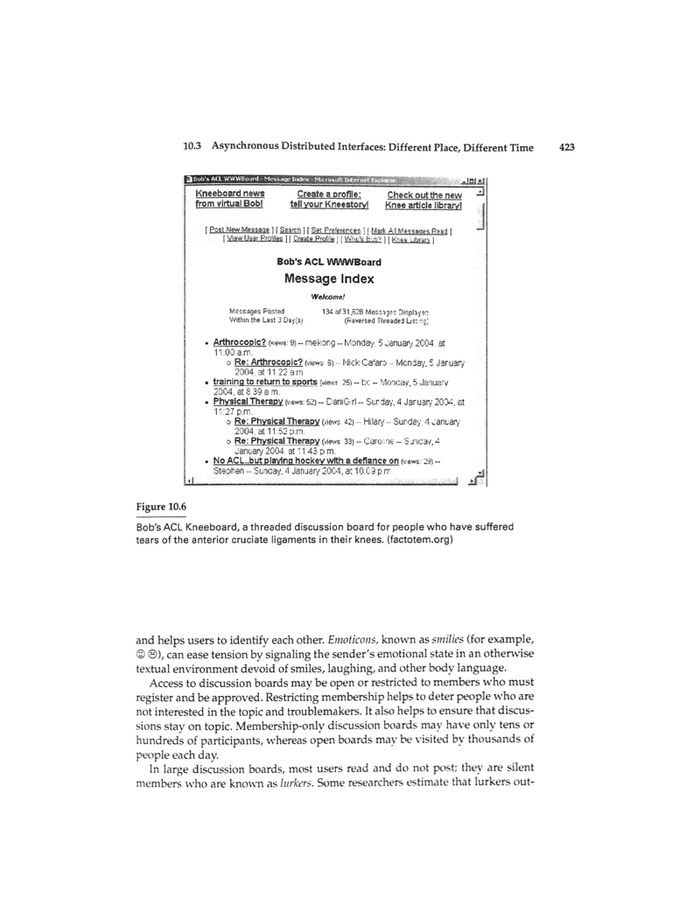 10.3 Asynchronous Distributed Interfaces: Different Place, Different Time 423
Bob's ACL WWWBoard - Message Index - Microsoft Internet Explorer
Kneeboard news Create a profile: Check out the new
from virtual Bob! tell your Kneestory! Knee article library!
[ Post New Message ] [ Search ] [ Set Preferences ] [ Mark All Messages Read ]
[ View User Profiles ] [ Create Profile ] [ Who's Bob? ] [ Knee Library ]
Bob's ACL WWWBoard
Message Index
Welcome!
Messages Posted 134 of 31,628 Messages Displayed
Within the Last 3 Day(s) (Reversed Threaded Listing)
• Arthrocopic? (views: 9) -- mekong -- Monday, 5 January 2004, at
11:00 a.m.
o Re: Arthrocopic? (views: 6) -- Nick Cafaro -- Monday, 5 January
2004, at 11:22 a.m.
• training to return to sports (views: 25) -- bc -- Monday, 5 January
2004, at 8:39 a.m.
• Physical Therapy (views: 52) -- DaniGirl -- Sunday, 4 January 2004, at
11:27 p.m.
o Re: Physical Therapy (views: 42) -- Hilary -- Sunday, 4 January
2004, at 11:52 p.m.
o Re: Physical Therapy (views: 33) -- Caroline -- Sunday, 4
January 2004, at 11:43 p.m.
• No ACL..but playing hockey with a defiance on (views: 29) --
Stephen -- Sunday, 4 January 2004, at 10:09 p.m.
Figure 10.6
Bob's ACL Kneeboard, a threaded discussion board for people who have suffered
tears of the anterior cruciate ligaments in their knees. (factotem.org)
and helps users to identify each other. Emoticons, known as smilies (for example,
☺ ☹), can ease tension by signaling the sender's emotional state in an otherwise
textual environment devoid of smiles, laughing, and other body language.
Access to discussion boards may be open or restricted to members who must
register and be approved. Restricting membership helps to deter people who are
not interested in the topic and troublemakers. It also helps to ensure that discus-
sions stay on topic. Membership-only discussion boards may have only tens or
hundreds of participants, whereas open boards may be visited by thousands of
people each day.
In large discussion boards, most users read and do not post; they are silent
members who are known as lurkers. Some researchers estimate that lurkers out-